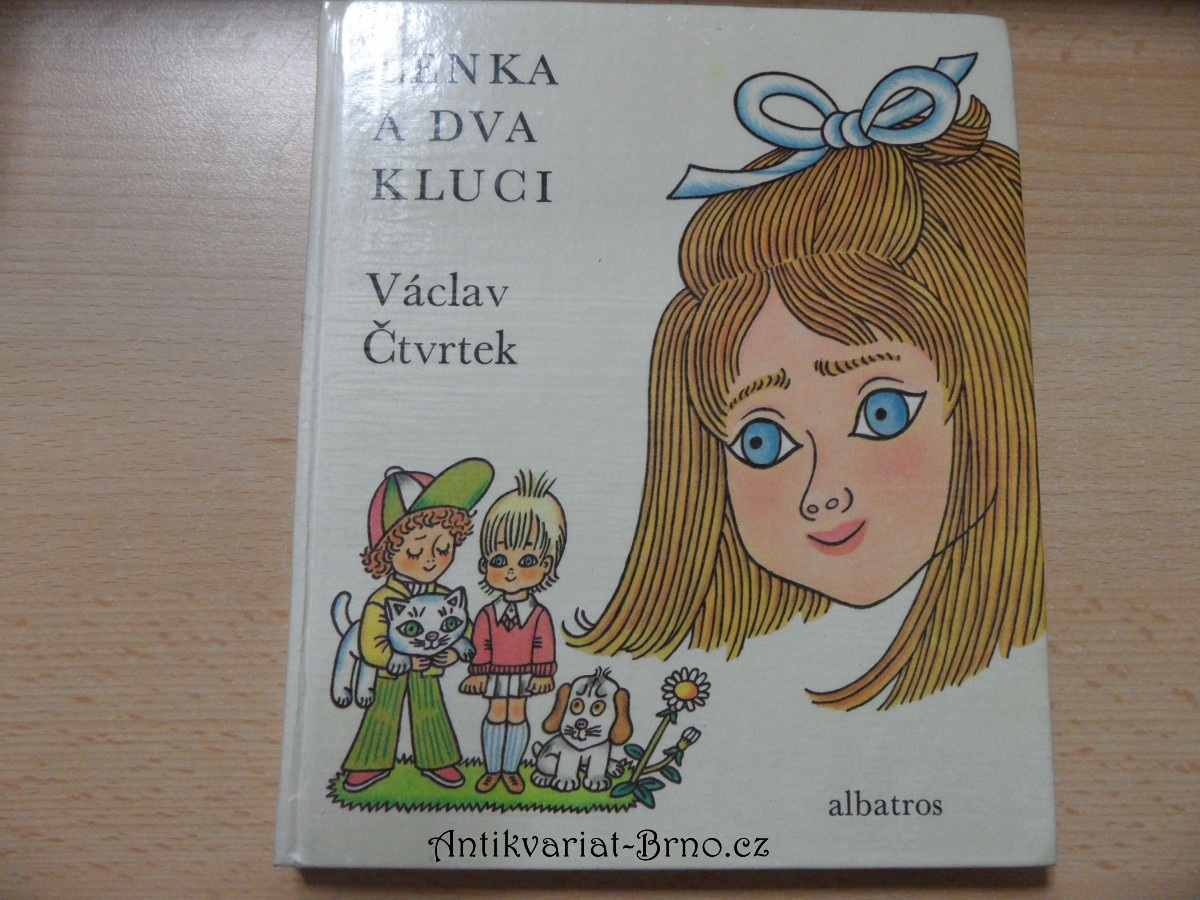 LENKA
A DVA
KLUCI
Václav
Čtvrtek
albatros
Antikvariat-Brno.cz